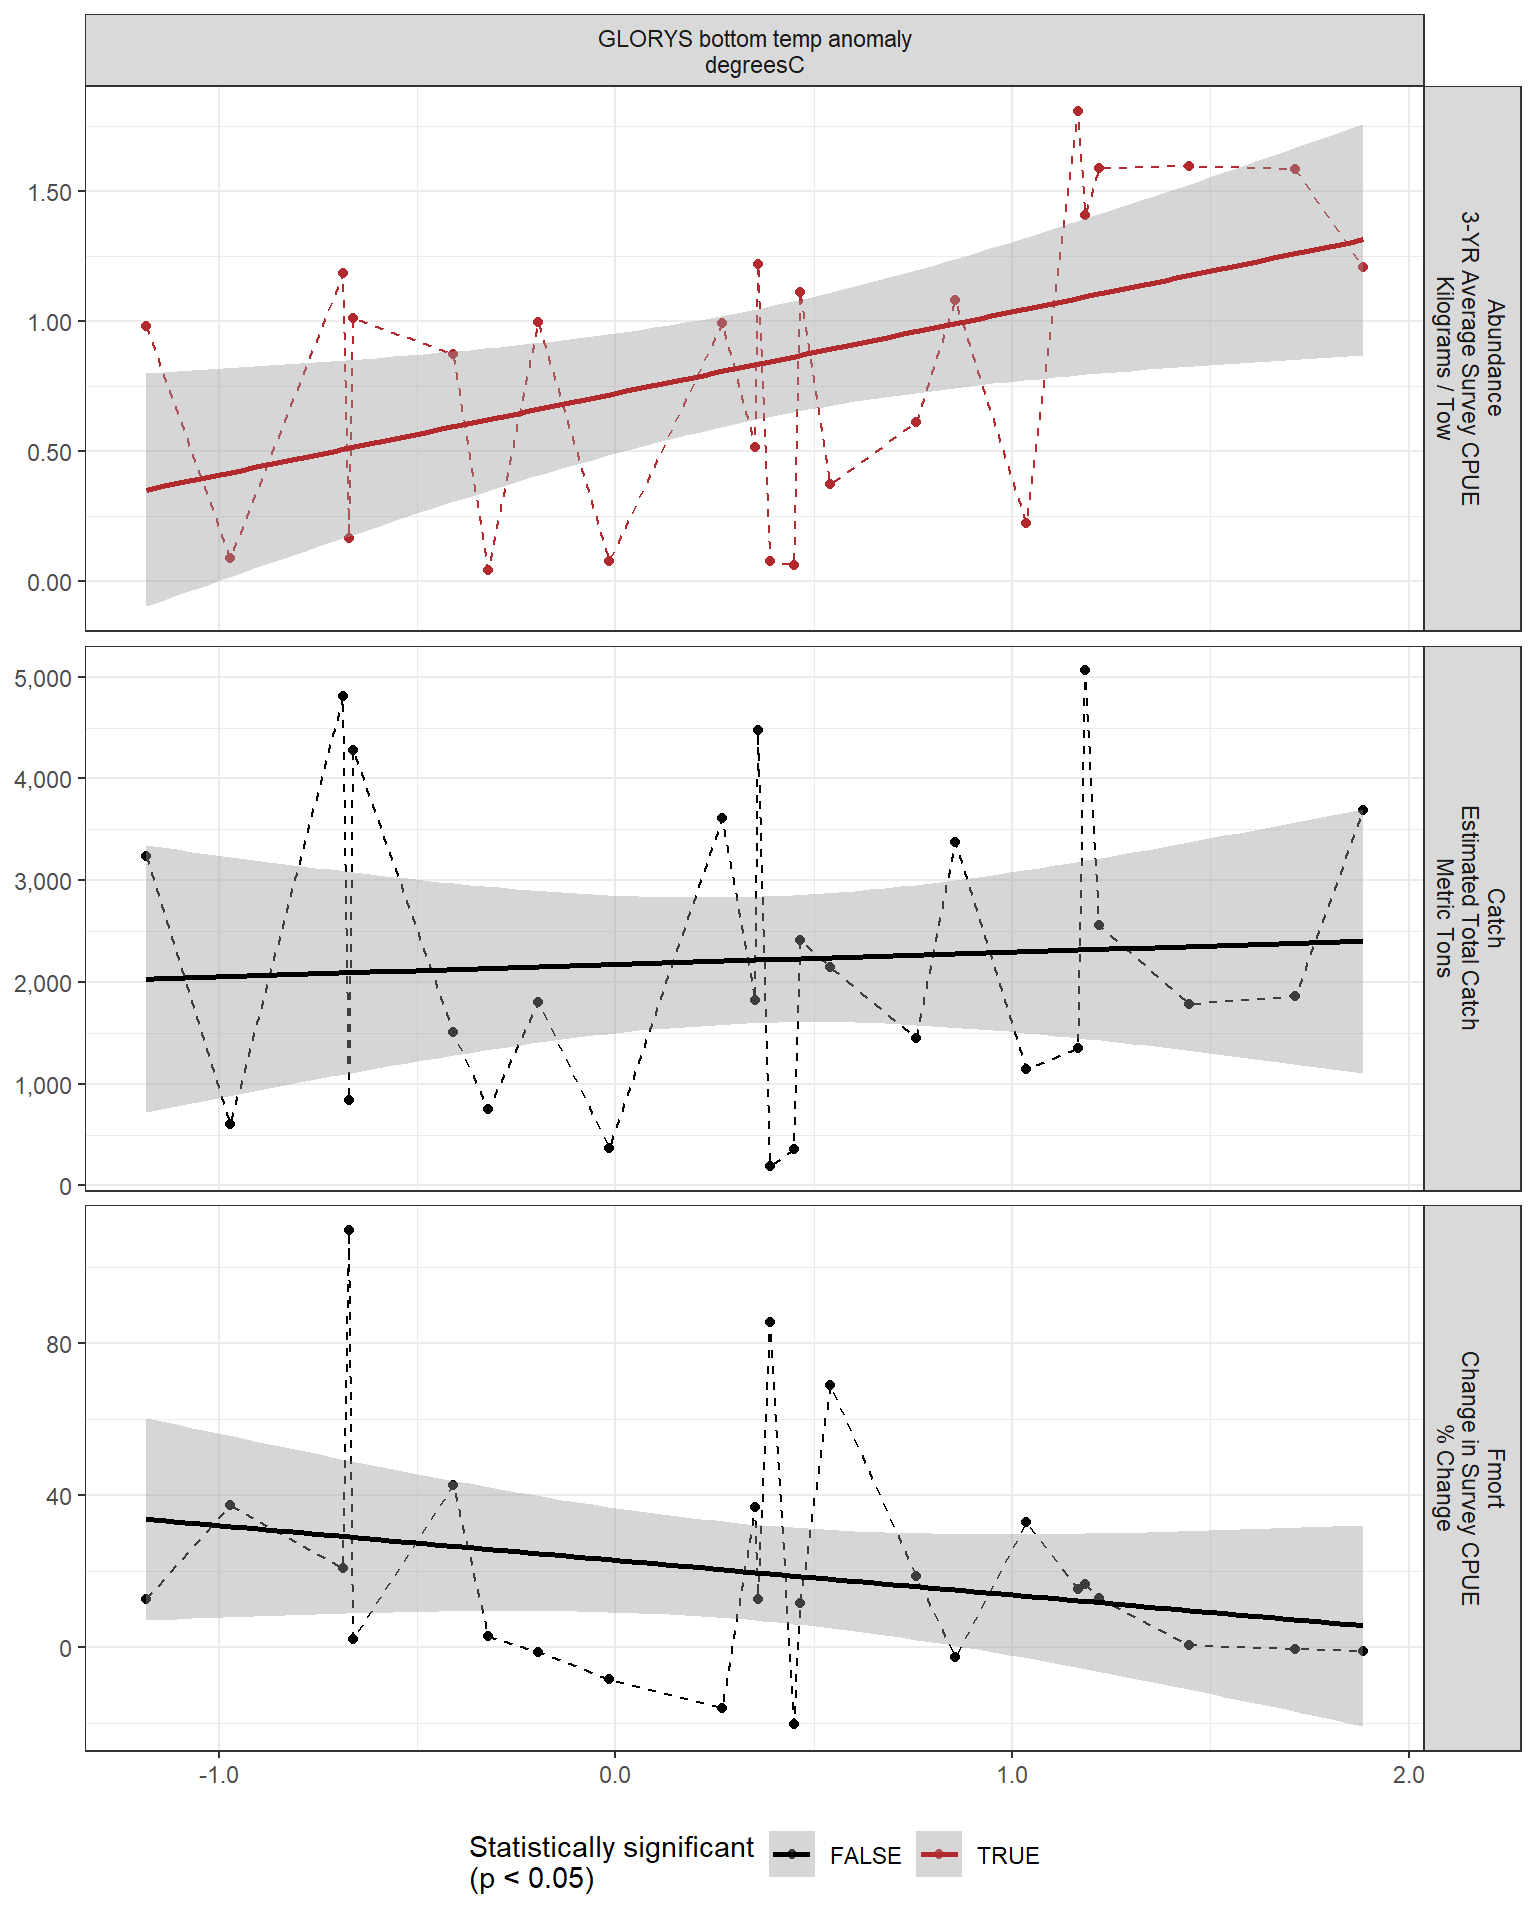 GLORYS bottom temp anomaly
degreesC
1.50
1.00
0.50
0.00
Abundance
3-YR Average Survey CPUE
Kilograms / Tow
5,000
4,000
3,000
2,000
1,000
0
Catch
Estimated Total Catch
Metric Tons
80
40
0
Fmort
Change in Survey CPUE
% Change
-1.0
0.0
1.0
2.0
Statistically significant
(p < 0.05)
FALSE
TRUE